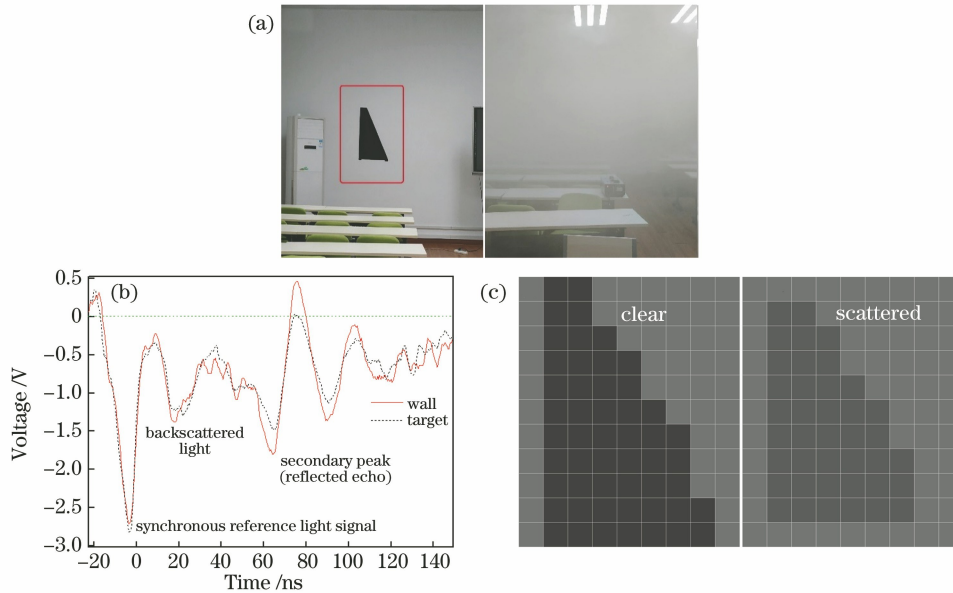 (a)
(b)
0.5
0
−0.5
−1.0
−1.5
−2.0
−2.5
−3.0
Voltage /V
backscattered
light
wall
target
secondary peak
(reflected echo)
synchronous reference light signal
−20 0 20 40 60 80 100 120 140
Time /ns
(c)
clear
scattered